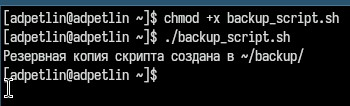 [adpetlin@adpetlin ~]$ chmod +x backup_script.sh
[adpetlin@adpetlin ~]$ ./backup_script.sh
Резервная копия скрипта создана в ~/backup/
[adpetlin@adpetlin ~]$